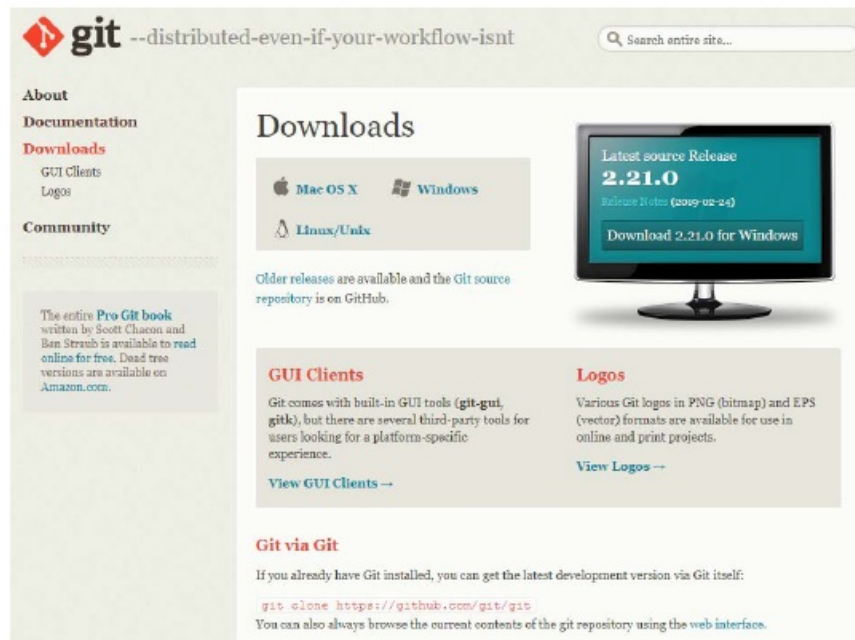 git --distributed-even-if-your-workflow-isnt
Search entire site...
About
Documentation
Downloads
GUI Clients
Logos
Community
The entire Pro Git book
written by Scott Chacon and
Ben Straub is available to read
online for free. Dead tree
versions are available on
Amazon.com.
Downloads
Mac OS X
Windows
Linux/Unix
Older releases are available and the Git source
repository is on GitHub.
Latest source Release
2.21.0
Release Notes (2019-02-24)
Download 2.21.0 for Windows
GUI Clients
Git comes with built-in GUI tools (git-gui,
gitk), but there are several third-party tools for
users looking for a platform-specific
experience.
View GUI Clients →
Logos
Various Git logos in PNG (bitmap) and EPS
(vector) formats are available for use in
online and print projects.
View Logos →
Git via Git
If you already have Git installed, you can get the latest development version via Git itself:
git clone https://github.com/git/git
You can also always browse the current contents of the git repository using the web interface.